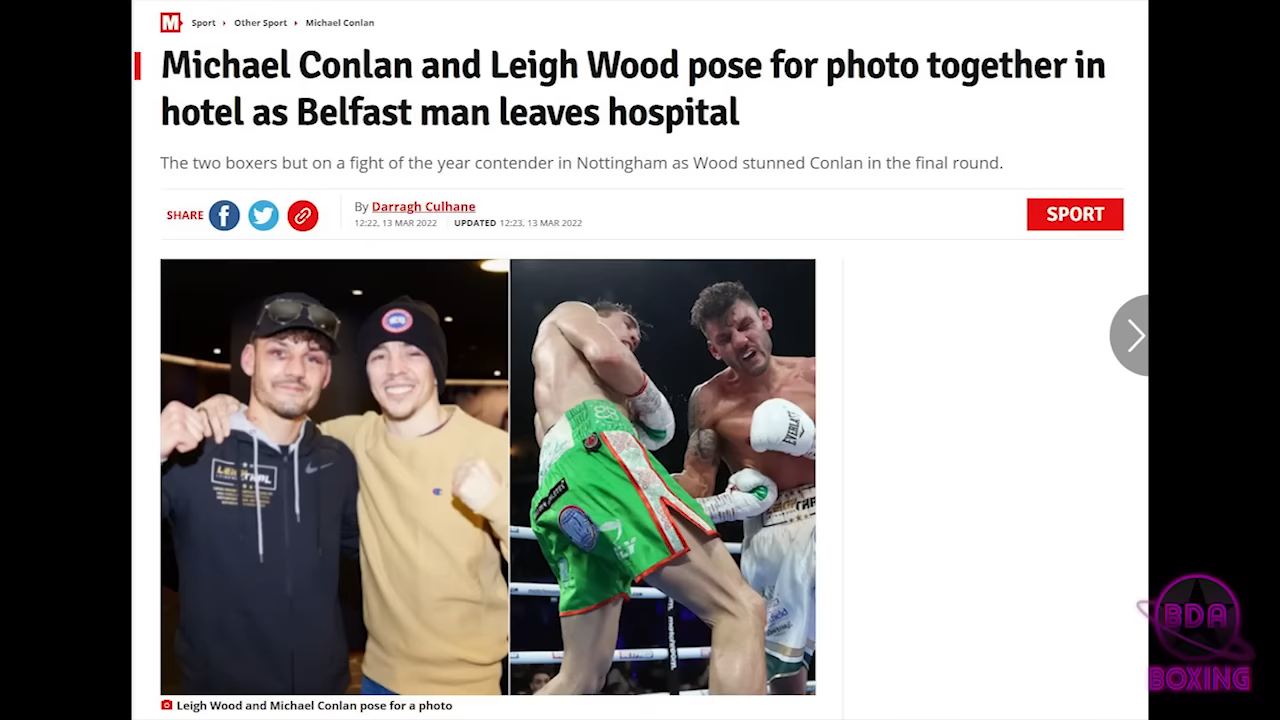 M Sport Other Sport Michael Conlan
Michael Conlan and Leigh Wood pose for photo together in
hotel as Belfast man leaves hospital
The two boxers but on a fight of the year contender in Nottingham as Wood stunned Conlan in the final round.
SHARE
By Darragh Culhane
12:22, 13 MAR 2022 UPDATED 12:23, 13 MAR 2022
SPORT
EVERLAST
Leigh Wood and Michael Conlan pose for a photo
BDA
BOXING